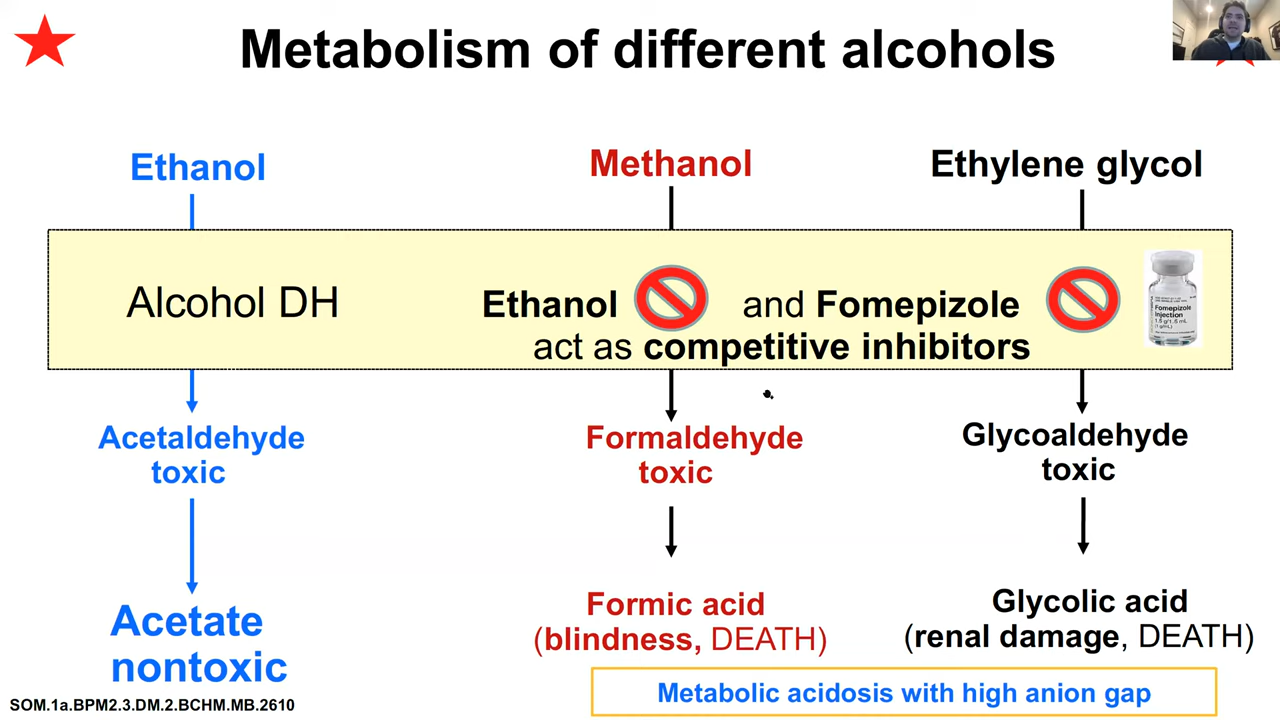 Metabolism of different alcohols
Ethanol
Methanol
Ethylene glycol
Alcohol DH
Ethanol and Fomepizole
act as competitive inhibitors
Fomepizole
Injection
Acetaldehyde
toxic
Formaldehyde
toxic
Glycoaldehyde
toxic
Acetate
nontoxic
Formic acid
(blindness, DEATH)
Glycolic acid
(renal damage, DEATH)
Metabolic acidosis with high anion gap
SOM.1a.BPM2.3.DM.2.BCHM.MB.2610